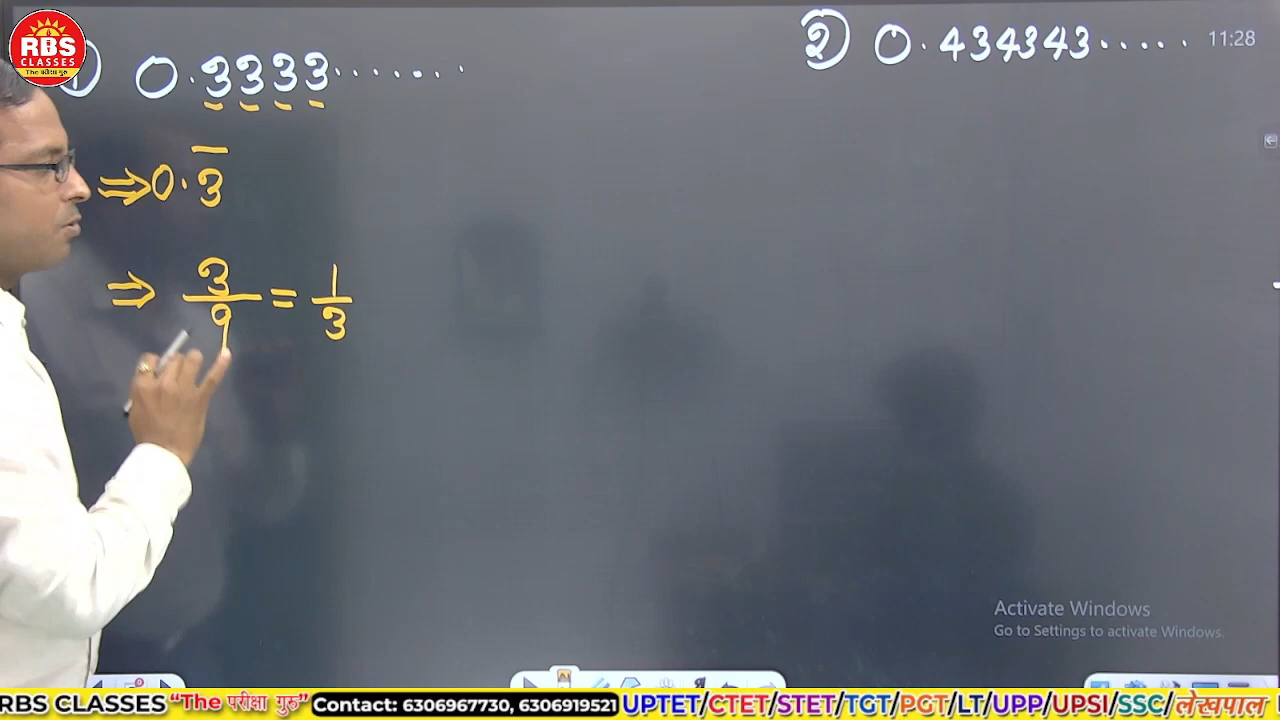 RBS
CLASSES
The परीक्षा गुरु
) 0.3333.......
⇒ 0.3̅
⇒ 3/9 = 1/3
2) 0.434343.....
11:28
Activate Windows
Go to Settings to activate Windows.
RBS CLASSES "The परीक्षा गुरु" Contact: 6306967730, 6306919521 UPTET/CTET/STET/TGT/PGT/LT/UPP/UPSI/SSC/लेखपाल